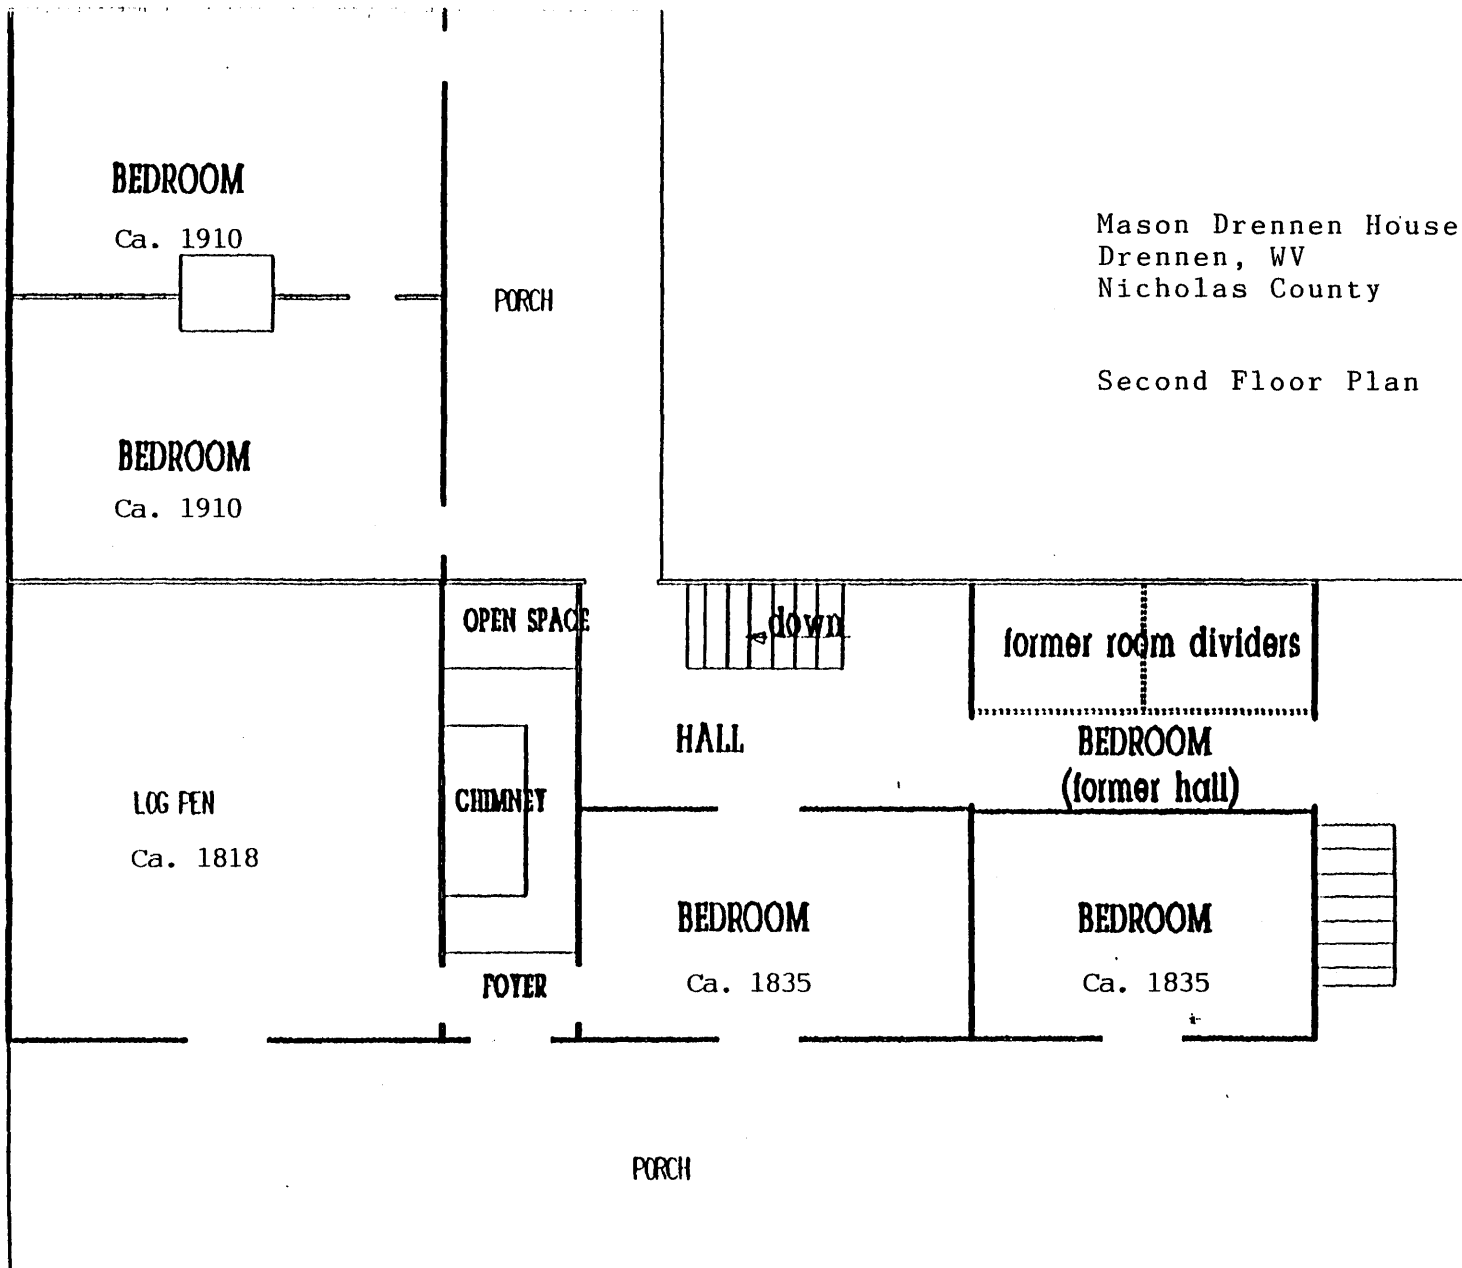 BEDROOM
Ca. 1910
PORCH
Mason Drennen House
Drennen, WV
Nicholas County
Second Floor Plan
BEDROOM
Ca. 1910
OPEN SPACE
down
former room dividers
HALL
BEDROOM
(former hall)
LOG PEN
Ca. 1818
CHIMNEY
BEDROOM
Ca. 1835
BEDROOM
Ca. 1835
FOYER
PORCH